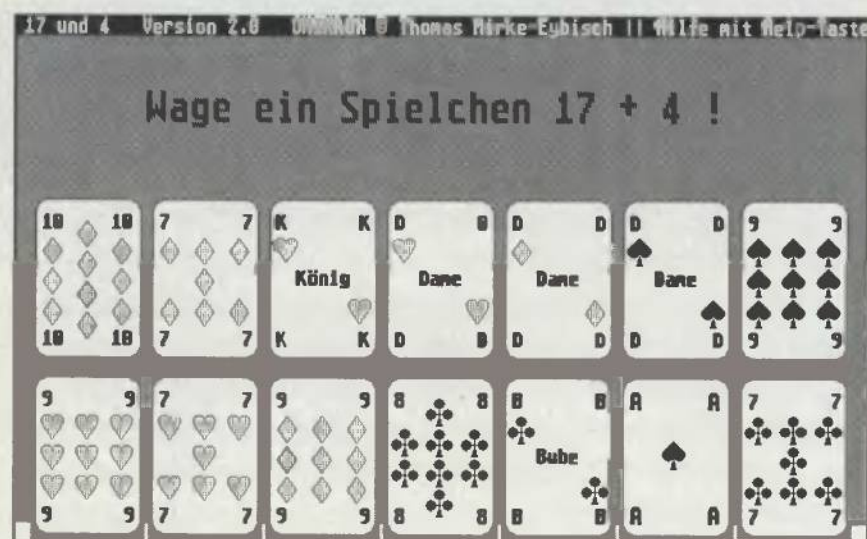 17 und 4 Version 2.0 Thomas Mirke-Eybisch || Hilfe mit Help-Taste
Wage ein Spielchen 17 + 4 !
10 10 7 7 K K D D D D D D 9 9
König Dame Dame Dame
10 10 7 7 K K D D D D D D 9 9
9 9 7 7 9 9 8 8 B B A A 7 7
Bube
9 9 7 7 9 9 8 8 B B A A 7 7